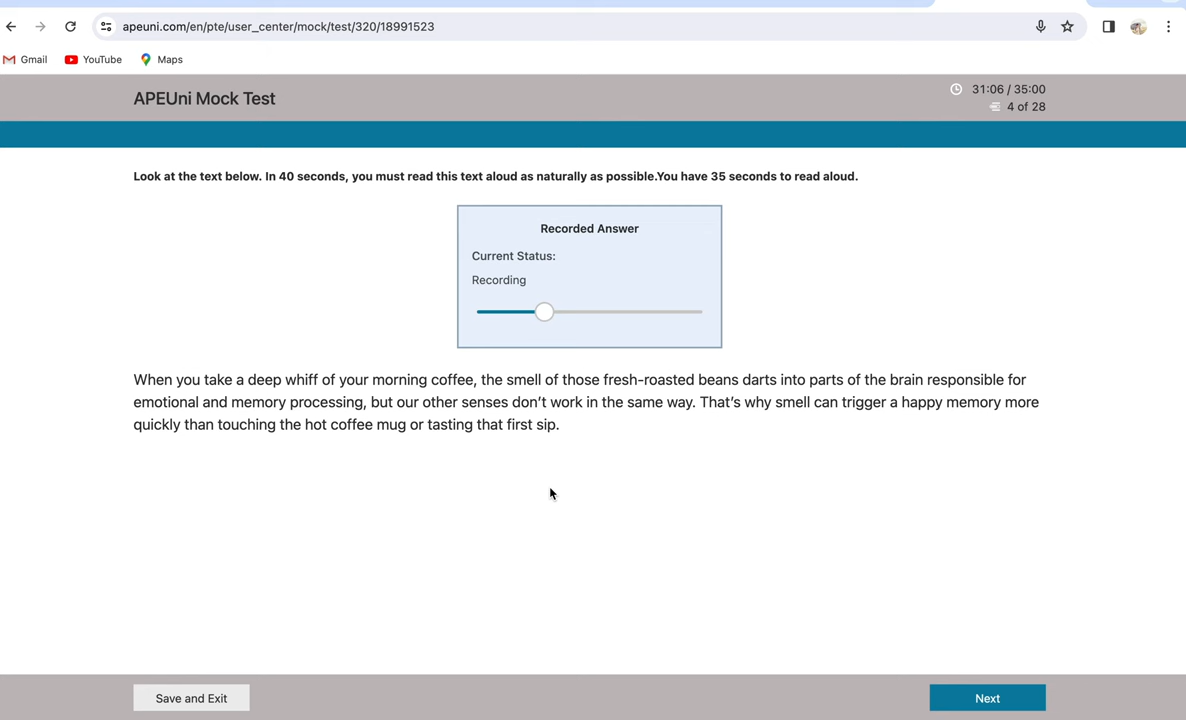 apeuni.com/en/pte/user_center/mock/test/320/18991523
Gmail YouTube Maps
APEUni Mock Test
31:06 / 35:00
4 of 28
Look at the text below. In 40 seconds, you must read this text aloud as naturally as possible.You have 35 seconds to read aloud.
Recorded Answer
Current Status:
Recording
When you take a deep whiff of your morning coffee, the smell of those fresh-roasted beans darts into parts of the brain responsible for
emotional and memory processing, but our other senses don’t work in the same way. That’s why smell can trigger a happy memory more
quickly than touching the hot coffee mug or tasting that first sip.
Save and Exit
Next